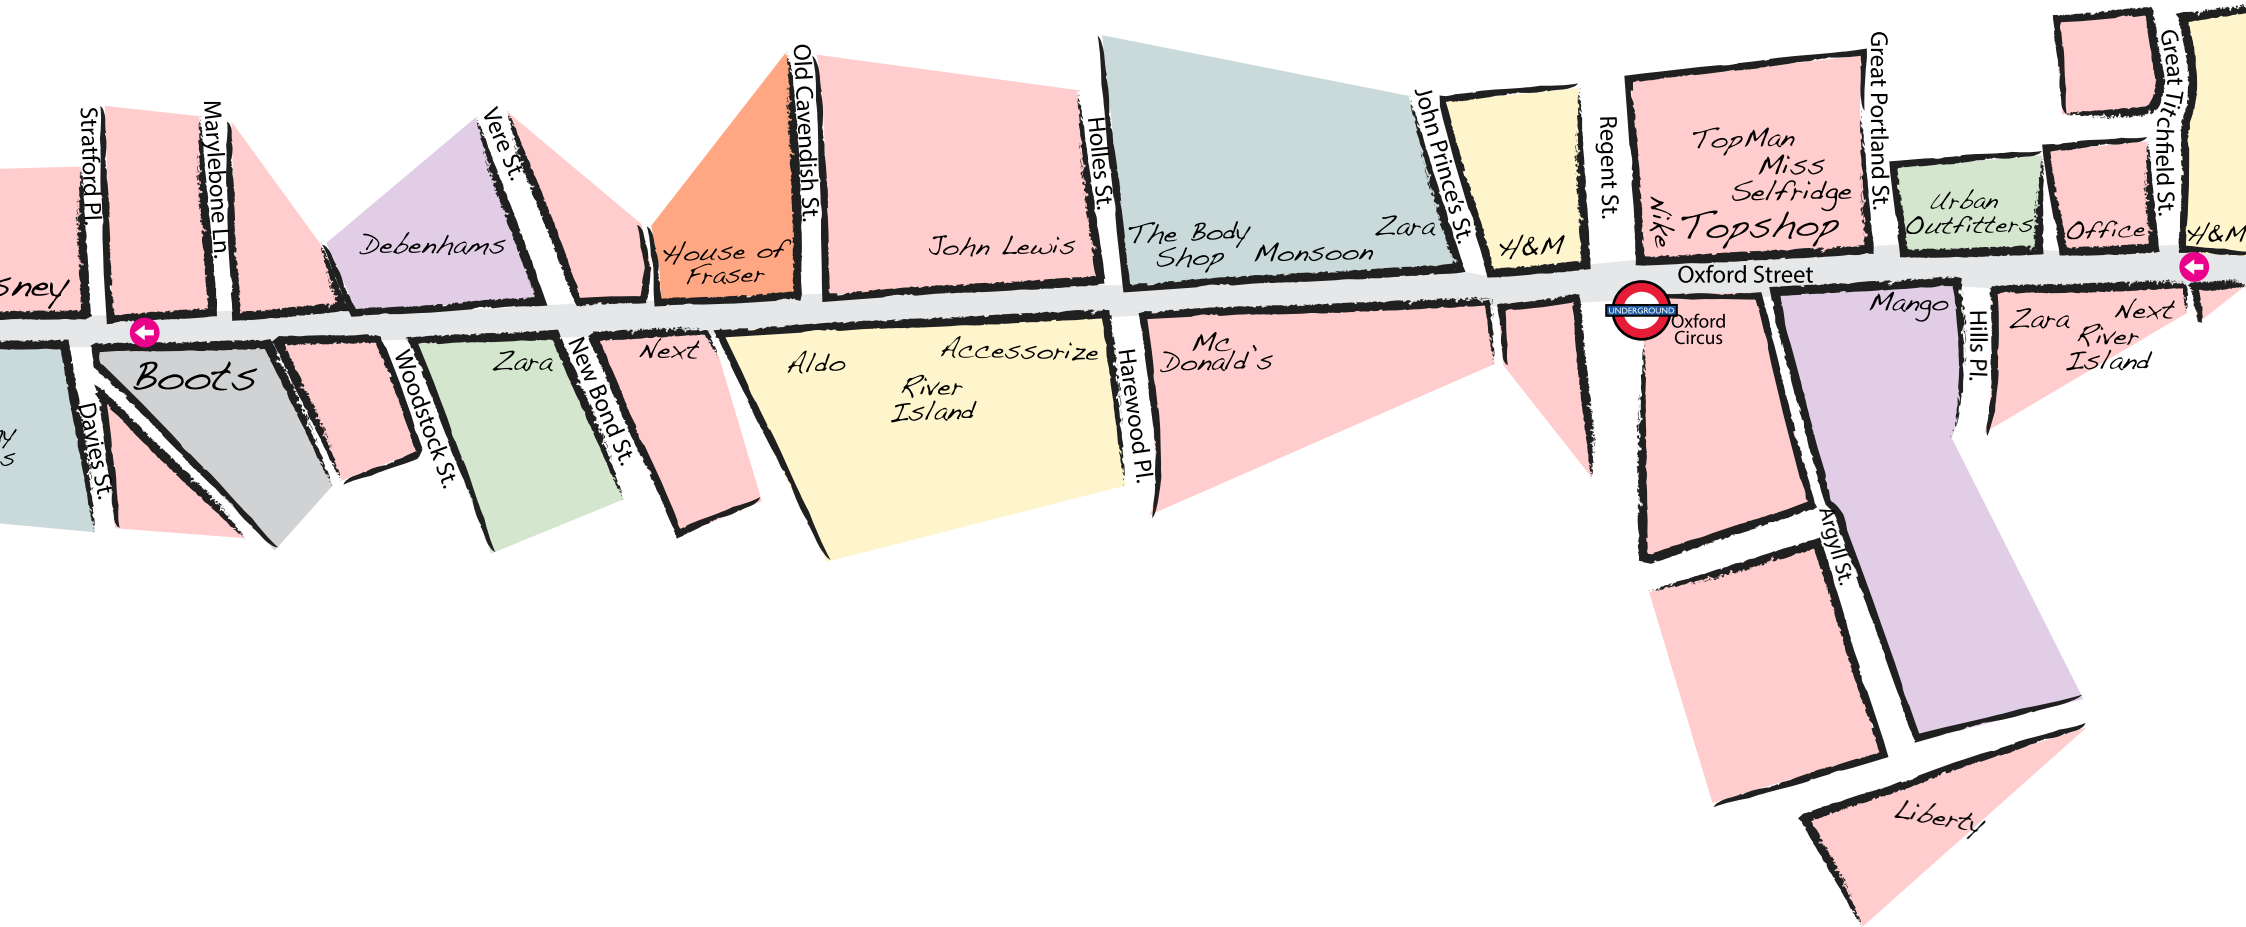 Stratford Pl.
Marylebone Ln.
Vere St.
Old Cavendish St.
Holles St.
John Prince's St.
Regent St.
Great Portland St.
Great Titchfield St.
Debenhams
House of
Fraser
John Lewis
The Body
Shop
Monsoon
Zara
H&M
Nike
TopMan
Miss
Selfridge
Topshop
Urban
Outfitters
Office
H&M
Oxford Street
UNDERGROUND
Oxford
Circus
Boots
Davies St.
Woodstock St.
Zara
New Bond St.
Next
Aldo
River
Island
Accessorize
Harewood Pl.
Mc
Donald's
Argyll St.
Mango
Hills Pl.
Zara
Next
River
Island
Liberty